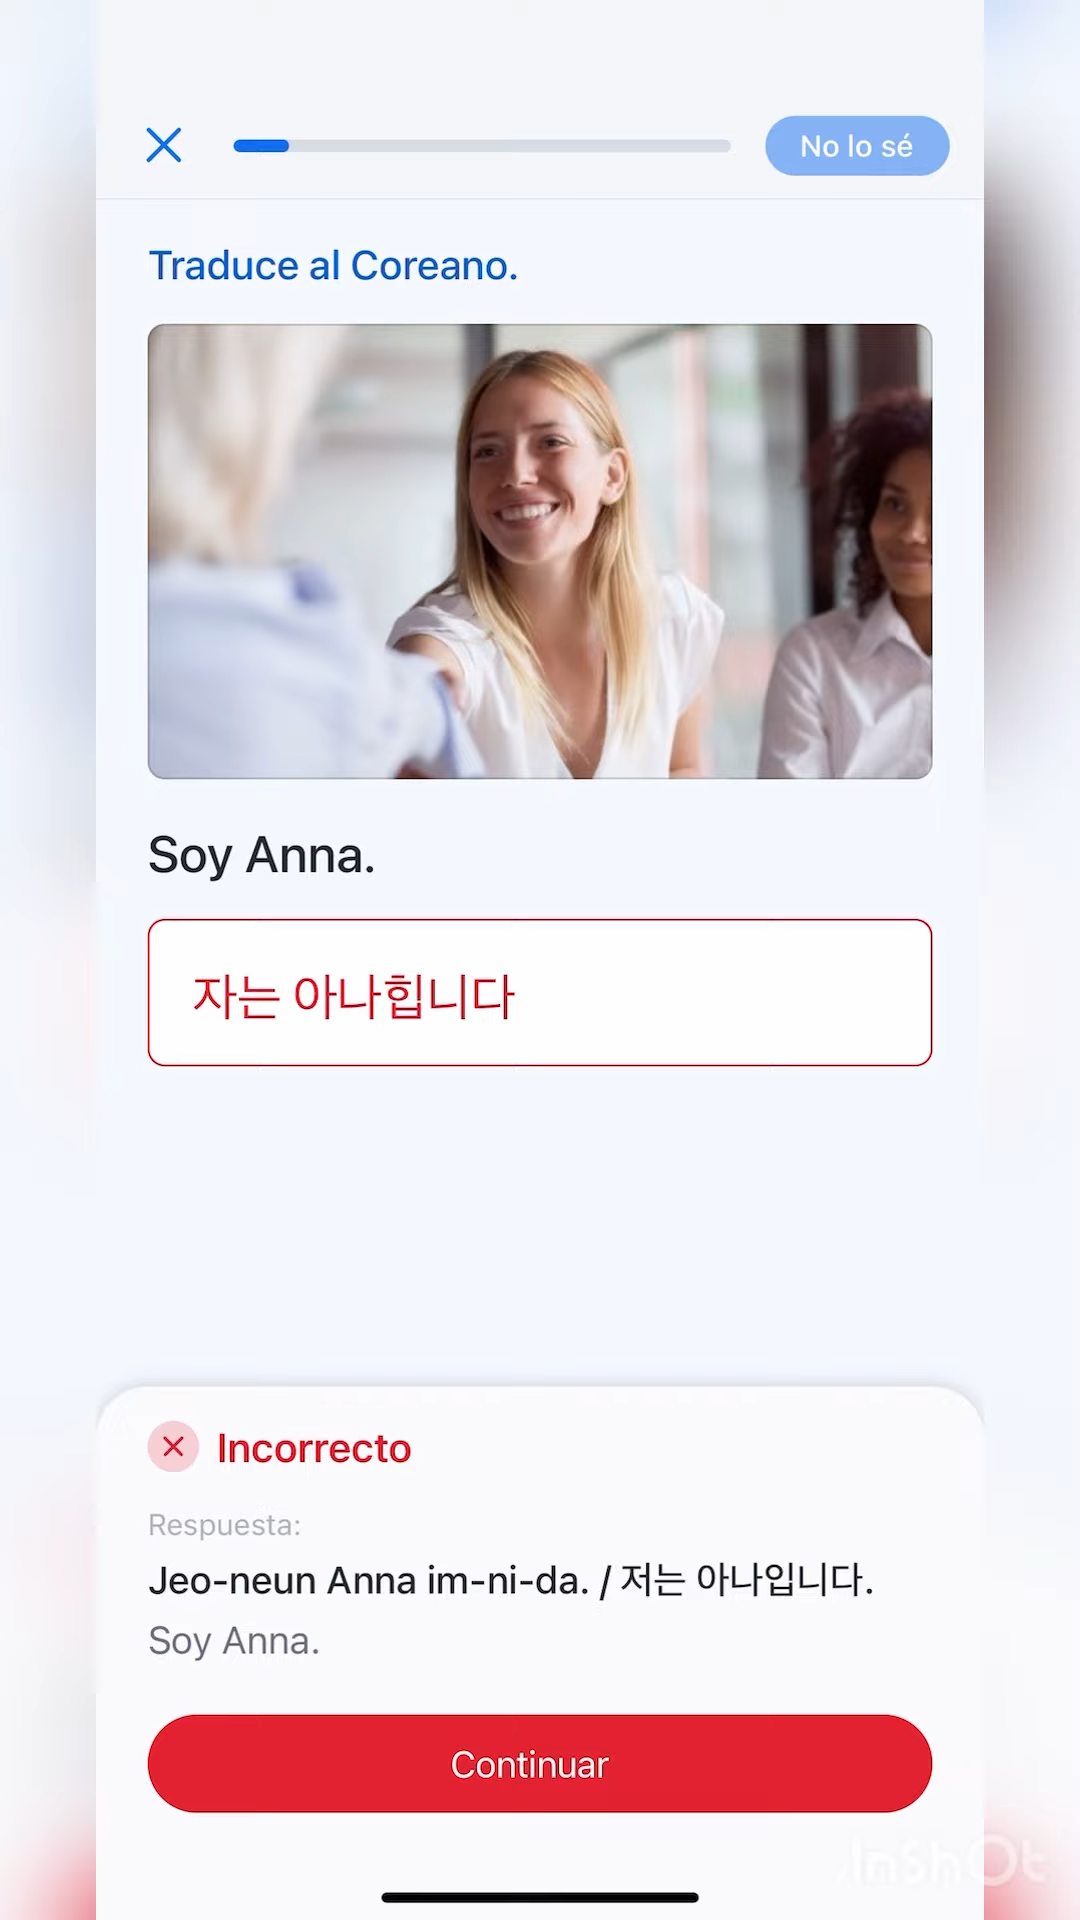 No lo sé
Traduce al Coreano.
Soy Anna.
자는 아나힙니다
Incorrecto
Respuesta:
Jeo-neun Anna im-ni-da. / 저는 아나입니다.
Soy Anna.
Continuar
InShOt